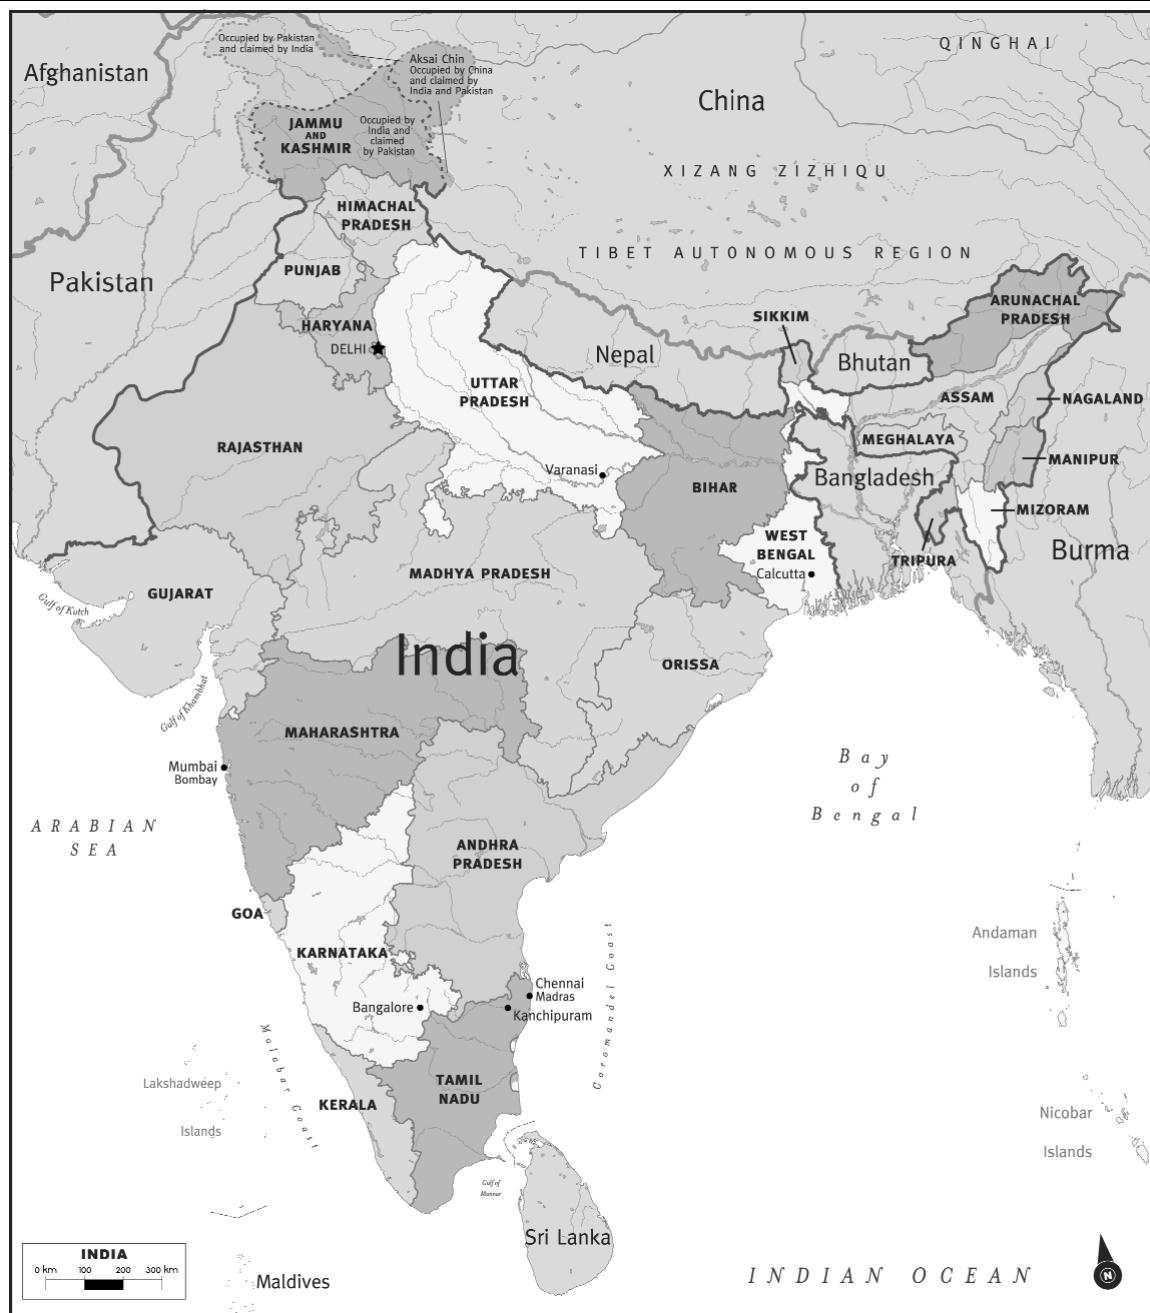 Occupied by Pakistan
and claimed by India
Afghanistan
Aksai Chin
Occupied by China
and claimed by
India and Pakistan
QINGHAI
China
JAMMU
AND
KASHMIR
Occupied by
India and
claimed
by Pakistan
XIZANG ZIZHIQU
HIMACHAL
PRADESH
TIBET AUTONOMOUS REGION
Pakistan
PUNJAB
ARUNACHAL
PRADESH
SIKKIM
HARYANA
DELHI
Nepal
Bhutan
UTTAR
PRADESH
ASSAM
NAGALAND
RAJASTHAN
MEGHALAYA
MANIPUR
Varanasi
BIHAR
Bangladesh
MIZORAM
WEST
BENGAL
Calcutta
TRIPURA
Burma
MADHYA PRADESH
GUJARAT
Gulf of Kutch
India
ORISSA
Gulf of Khambhat
MAHARASHTRA
Mumbai
Bombay
Bay
of
Bengal
ARABIAN
SEA
ANDHRA
PRADESH
GOA
KARNATAKA
Andaman
Islands
Coromandel Coast
Chennai
Madras
Kanchipuram
Bangalore
Malabar Coast
Lakshadweep
Islands
TAMIL
NADU
KERALA
Nicobar
Islands
Gulf of
Mannar
Sri Lanka
INDIA
0 km 100 200 300 km
Maldives
INDIAN OCEAN
N